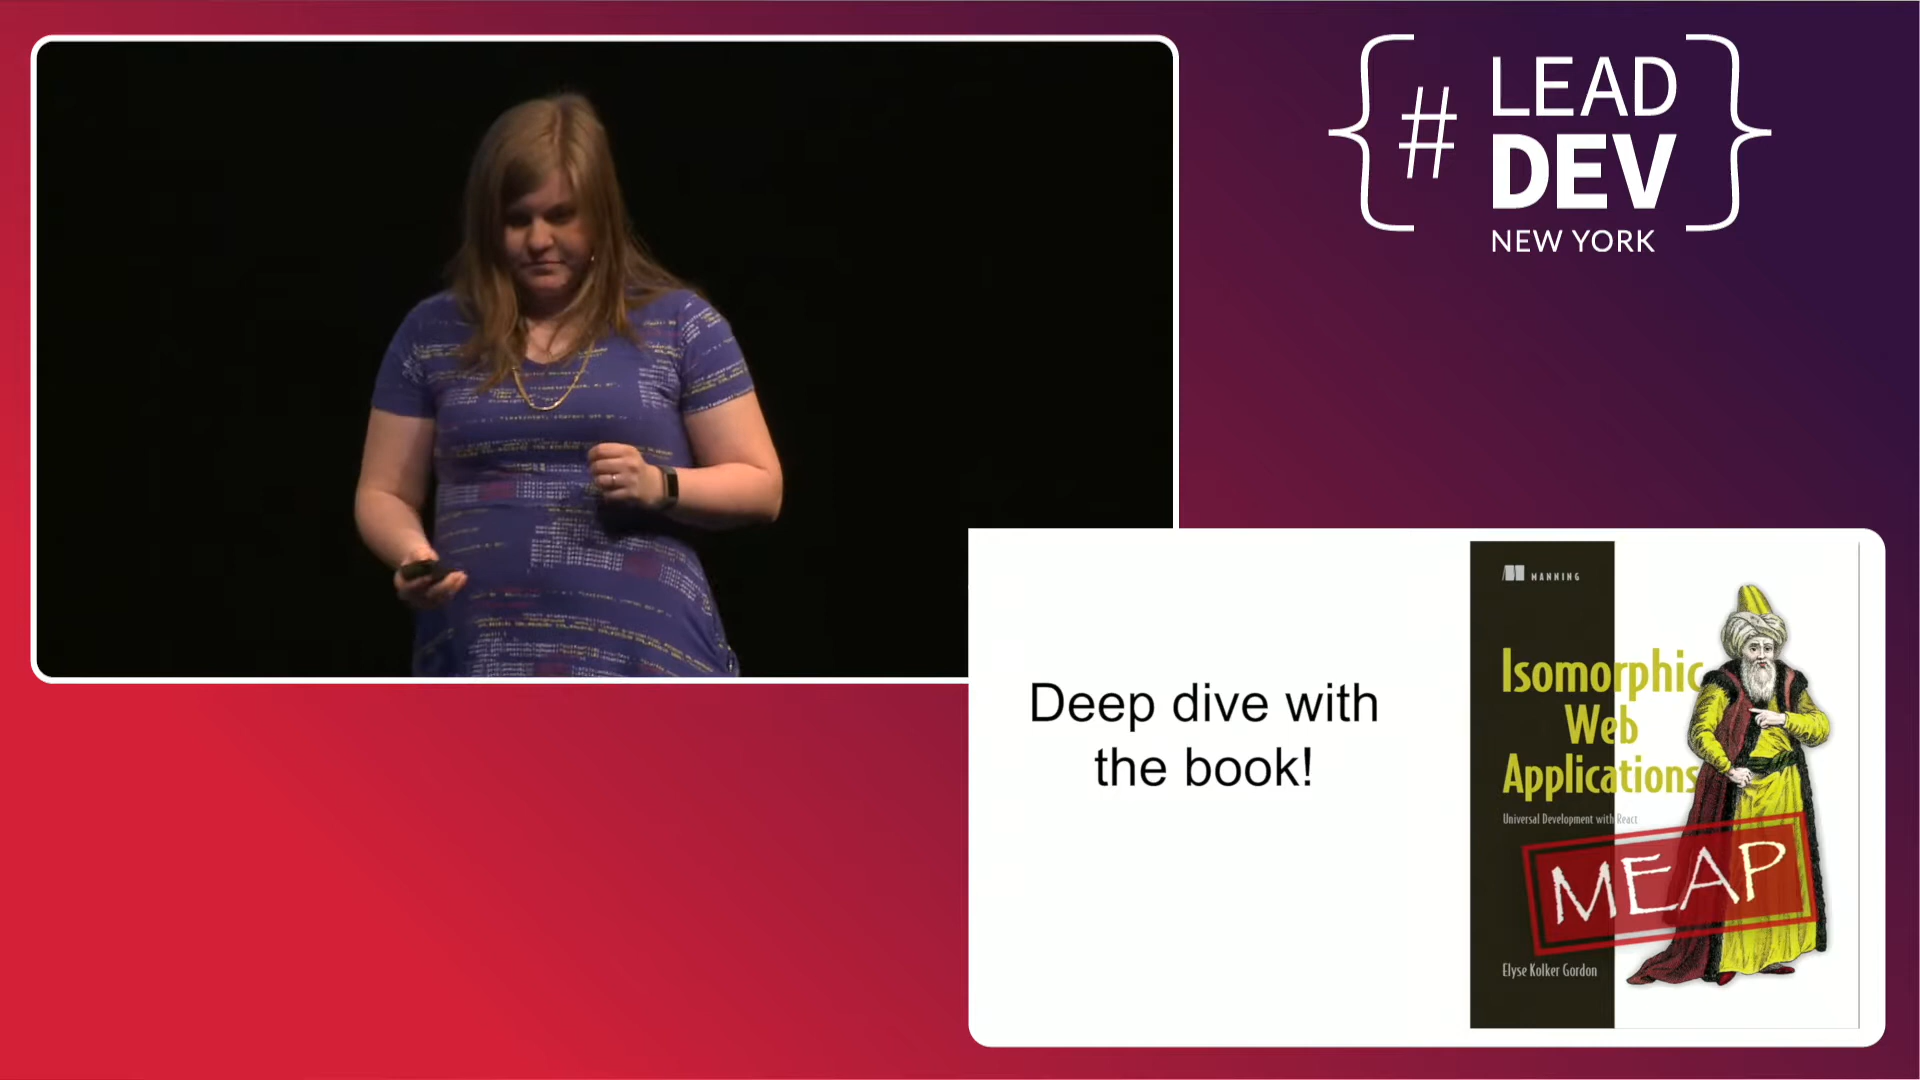 # LEAD
DEV
NEW YORK
Deep dive with
the book!
MANNING
Isomorphic
Web
Applications
Universal Development with React
MEAP
Elyse Kolker Gordon